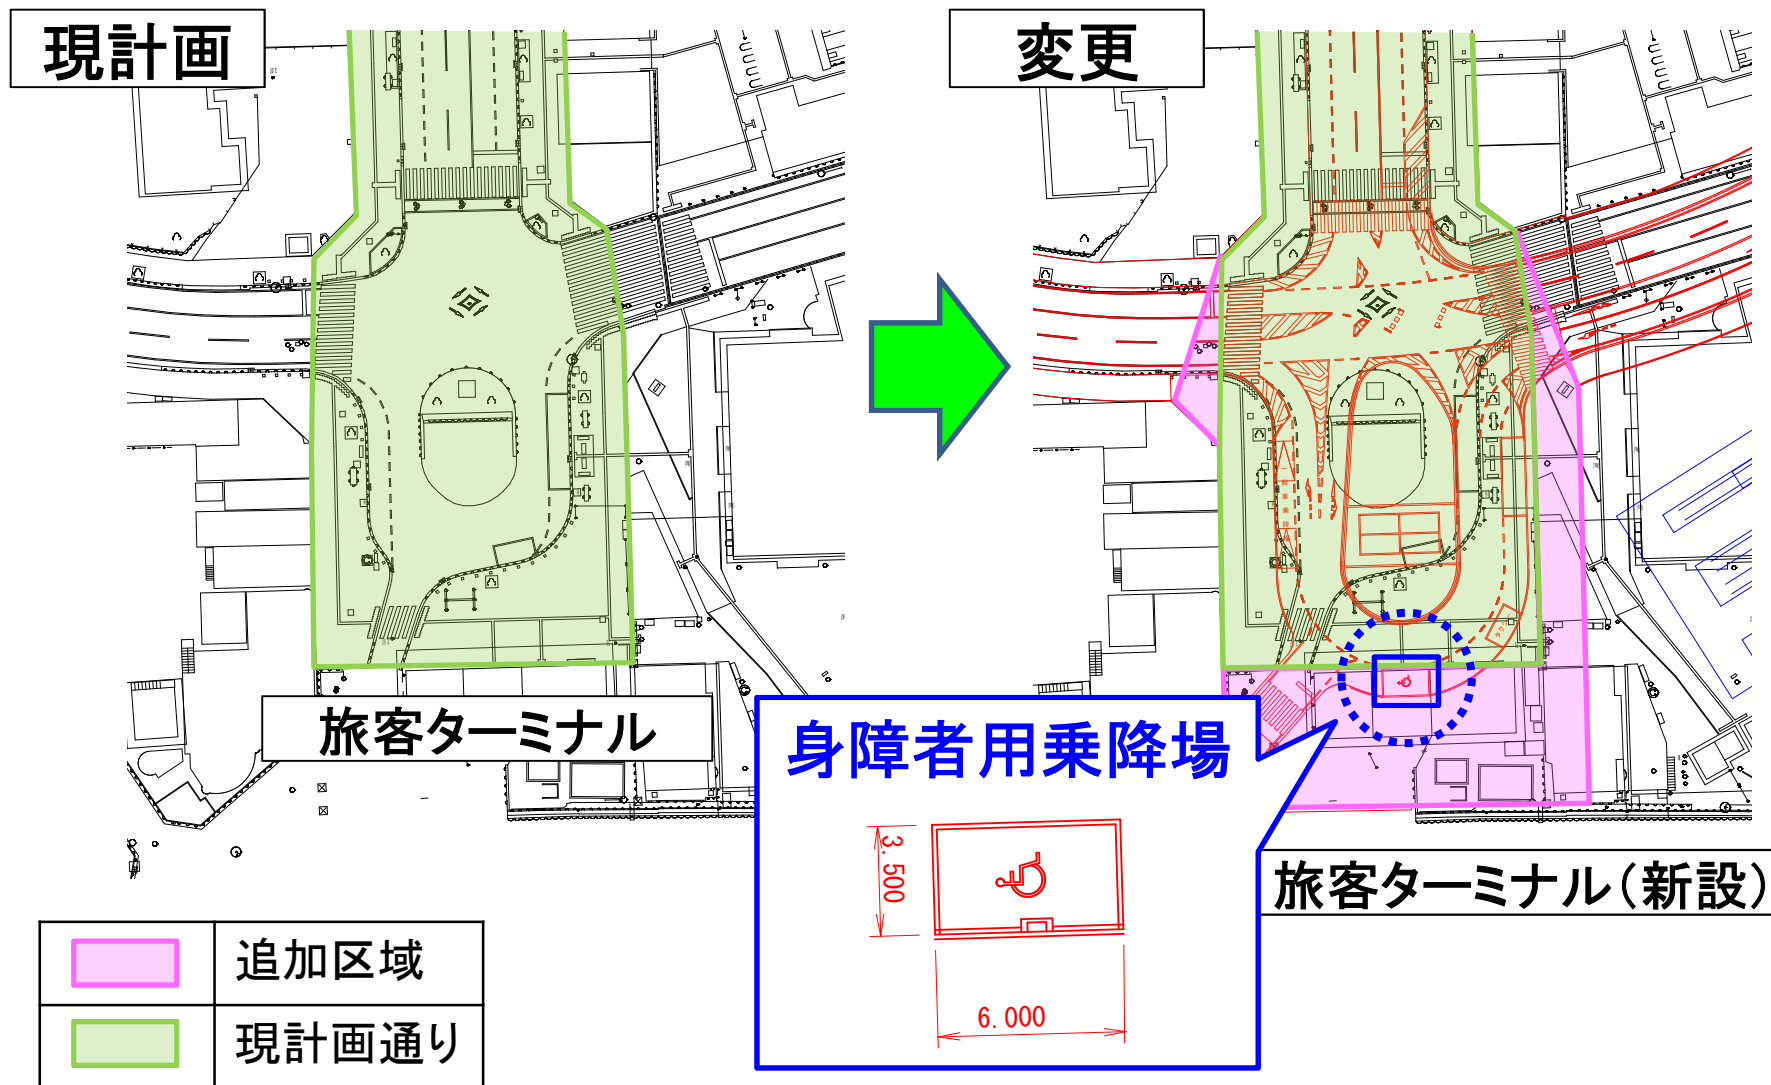 現計画
変更
旅客ターミナル
身障者用乗降場
3.500
6.000
旅客ターミナル（新設）
追加区域
現計画通り